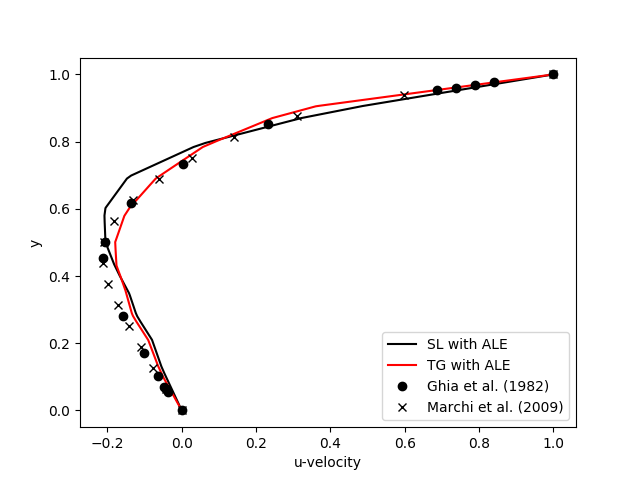 1.0
0.8
0.6
0.4
0.2
0.0
y
−0.2 0.0 0.2 0.4 0.6 0.8 1.0
u-velocity
SL with ALE
TG with ALE
Ghia et al. (1982)
Marchi et al. (2009)